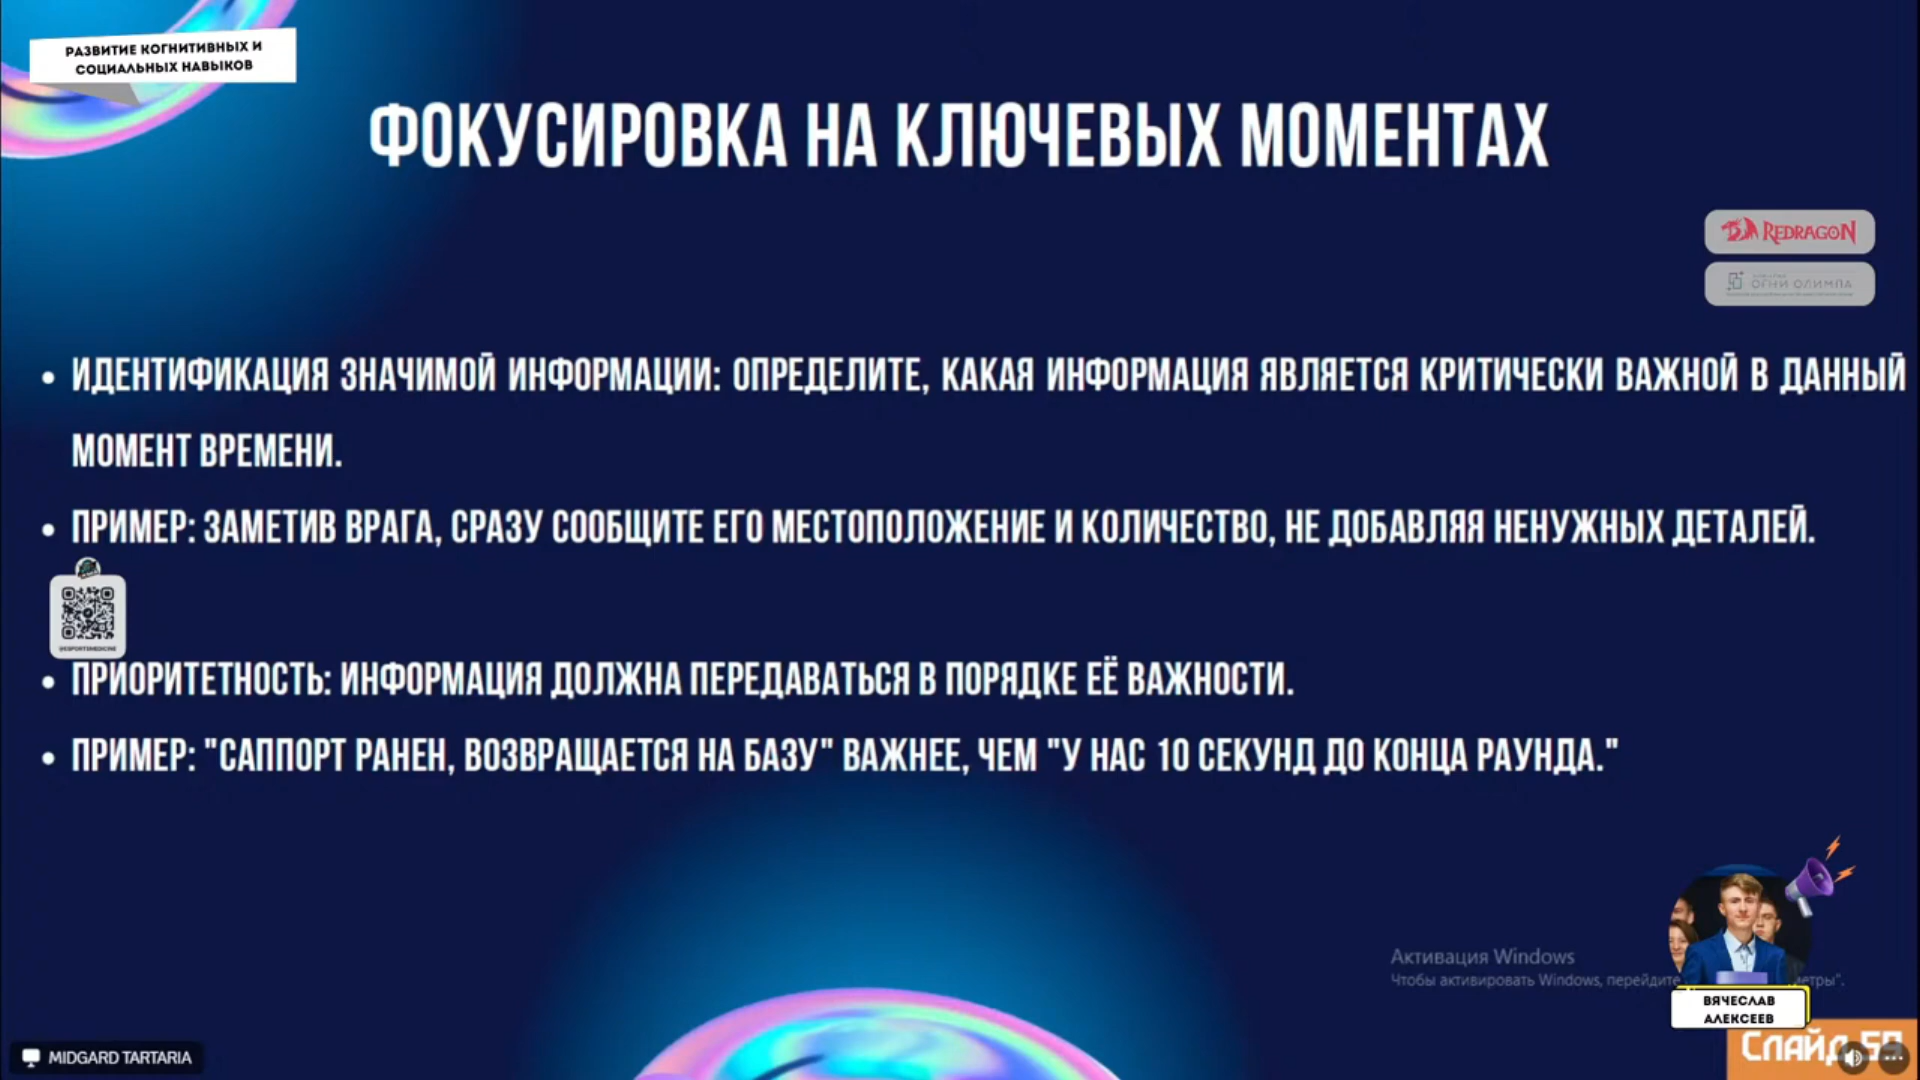 РАЗВИТИЕ КОГНИТИВНЫХ И
СОЦИАЛЬНЫХ НАВЫКОВ
ФОКУСИРОВКА НА КЛЮЧЕВЫХ МОМЕНТАХ
REDRAGON
ОГНИ ОЛИМПА
• ИДЕНТИФИКАЦИЯ ЗНАЧИМОЙ ИНФОРМАЦИИ: ОПРЕДЕЛИТЕ, КАКАЯ ИНФОРМАЦИЯ ЯВЛЯЕТСЯ КРИТИЧЕСКИ ВАЖНОЙ В ДАННЫЙ
МОМЕНТ ВРЕМЕНИ.
• ПРИМЕР: ЗАМЕТИВ ВРАГА, СРАЗУ СООБЩИТЕ ЕГО МЕСТОПОЛОЖЕНИЕ И КОЛИЧЕСТВО, НЕ ДОБАВЛЯЯ НЕНУЖНЫХ ДЕТАЛЕЙ.
@ESPORTSMEDICINE
• ПРИОРИТЕТНОСТЬ: ИНФОРМАЦИЯ ДОЛЖНА ПЕРЕДАВАТЬСЯ В ПОРЯДКЕ ЕЁ ВАЖНОСТИ.
• ПРИМЕР: "САППОРТ РАНЕН, ВОЗВРАЩАЕТСЯ НА БАЗУ" ВАЖНЕЕ, ЧЕМ "У НАС 10 СЕКУНД ДО КОНЦА РАУНДА."
Активация Windows
Чтобы активировать Windows, перейдите
ВЯЧЕСЛАВ
АЛЕКСЕЕВ
Слайд
MIDGARD TARTARIA